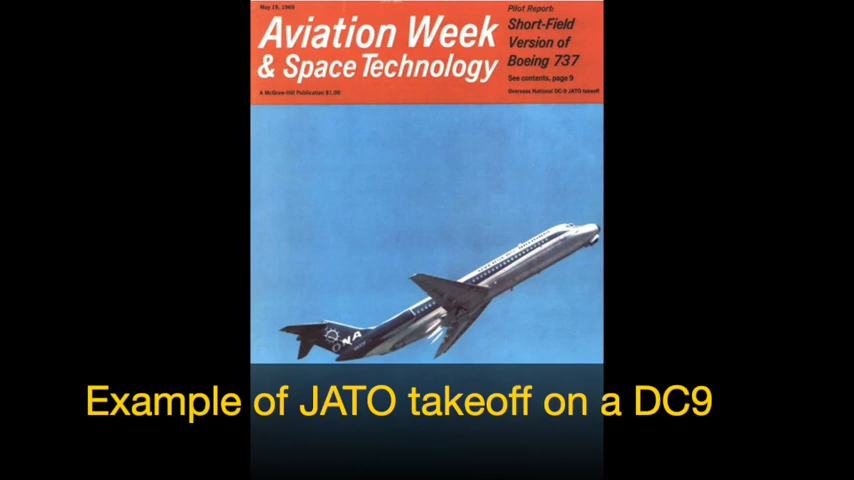 May 19, 1969
Aviation Week
& Space Technology
A McGraw-Hill Publication $1.00
Pilot Report:
Short-Field
Version of
Boeing 737
See contents, page 9
Overseas National DC-9 JATO takeoff
ONA
Example of JATO takeoff on a DC9